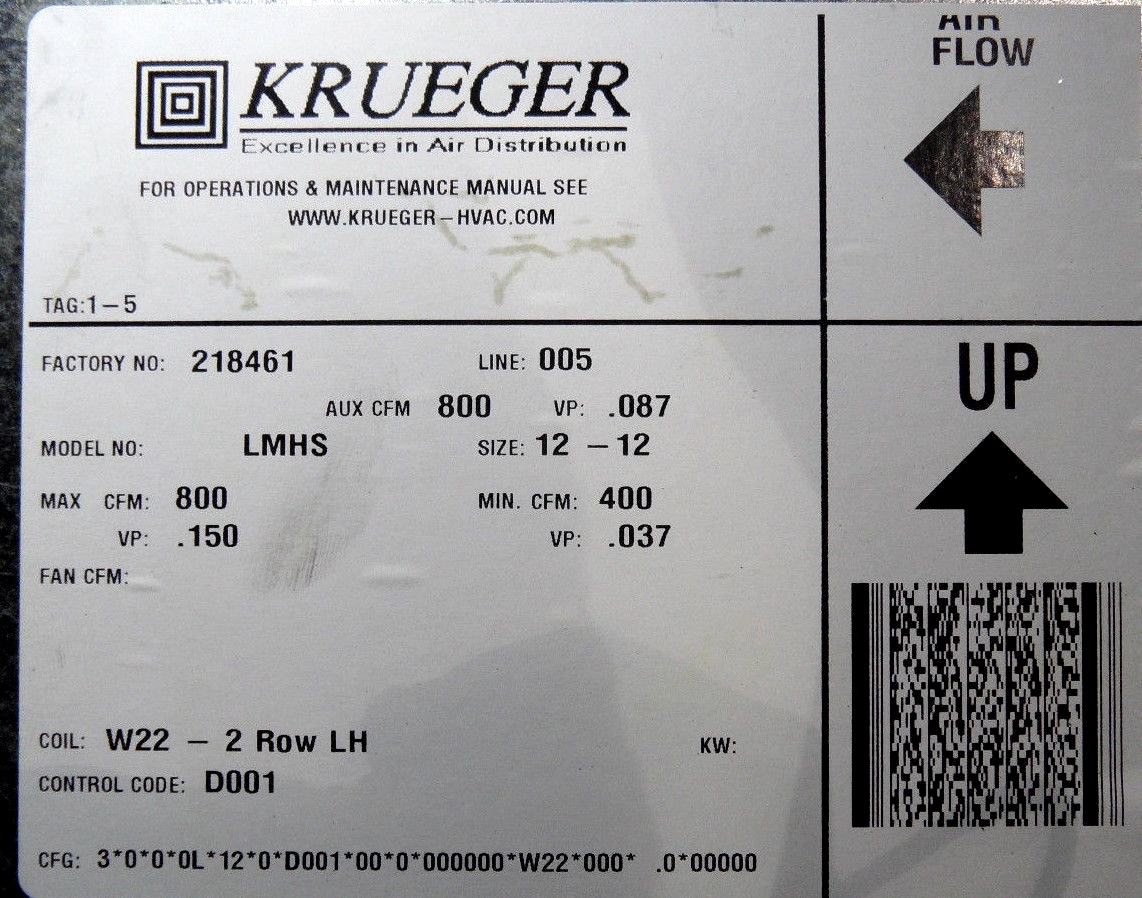 KRUEGER
Excellence in Air Distribution
FOR OPERATIONS & MAINTENANCE MANUAL SEE
WWW.KRUEGER-HVAC.COM
TAG:1-5
AIR
FLOW
FACTORY NO: 218461 LINE: 005
AUX CFM 800 VP: .087
MODEL NO: LMHS SIZE: 12 - 12
MAX CFM: 800 MIN. CFM: 400
VP: .150 VP: .037
FAN CFM:
UP
COIL: W22 - 2 Row LH KW:
CONTROL CODE: D001
CFG: 3*0*0*0L*12*0*D001*00*0*000000*W22*000* .0*00000